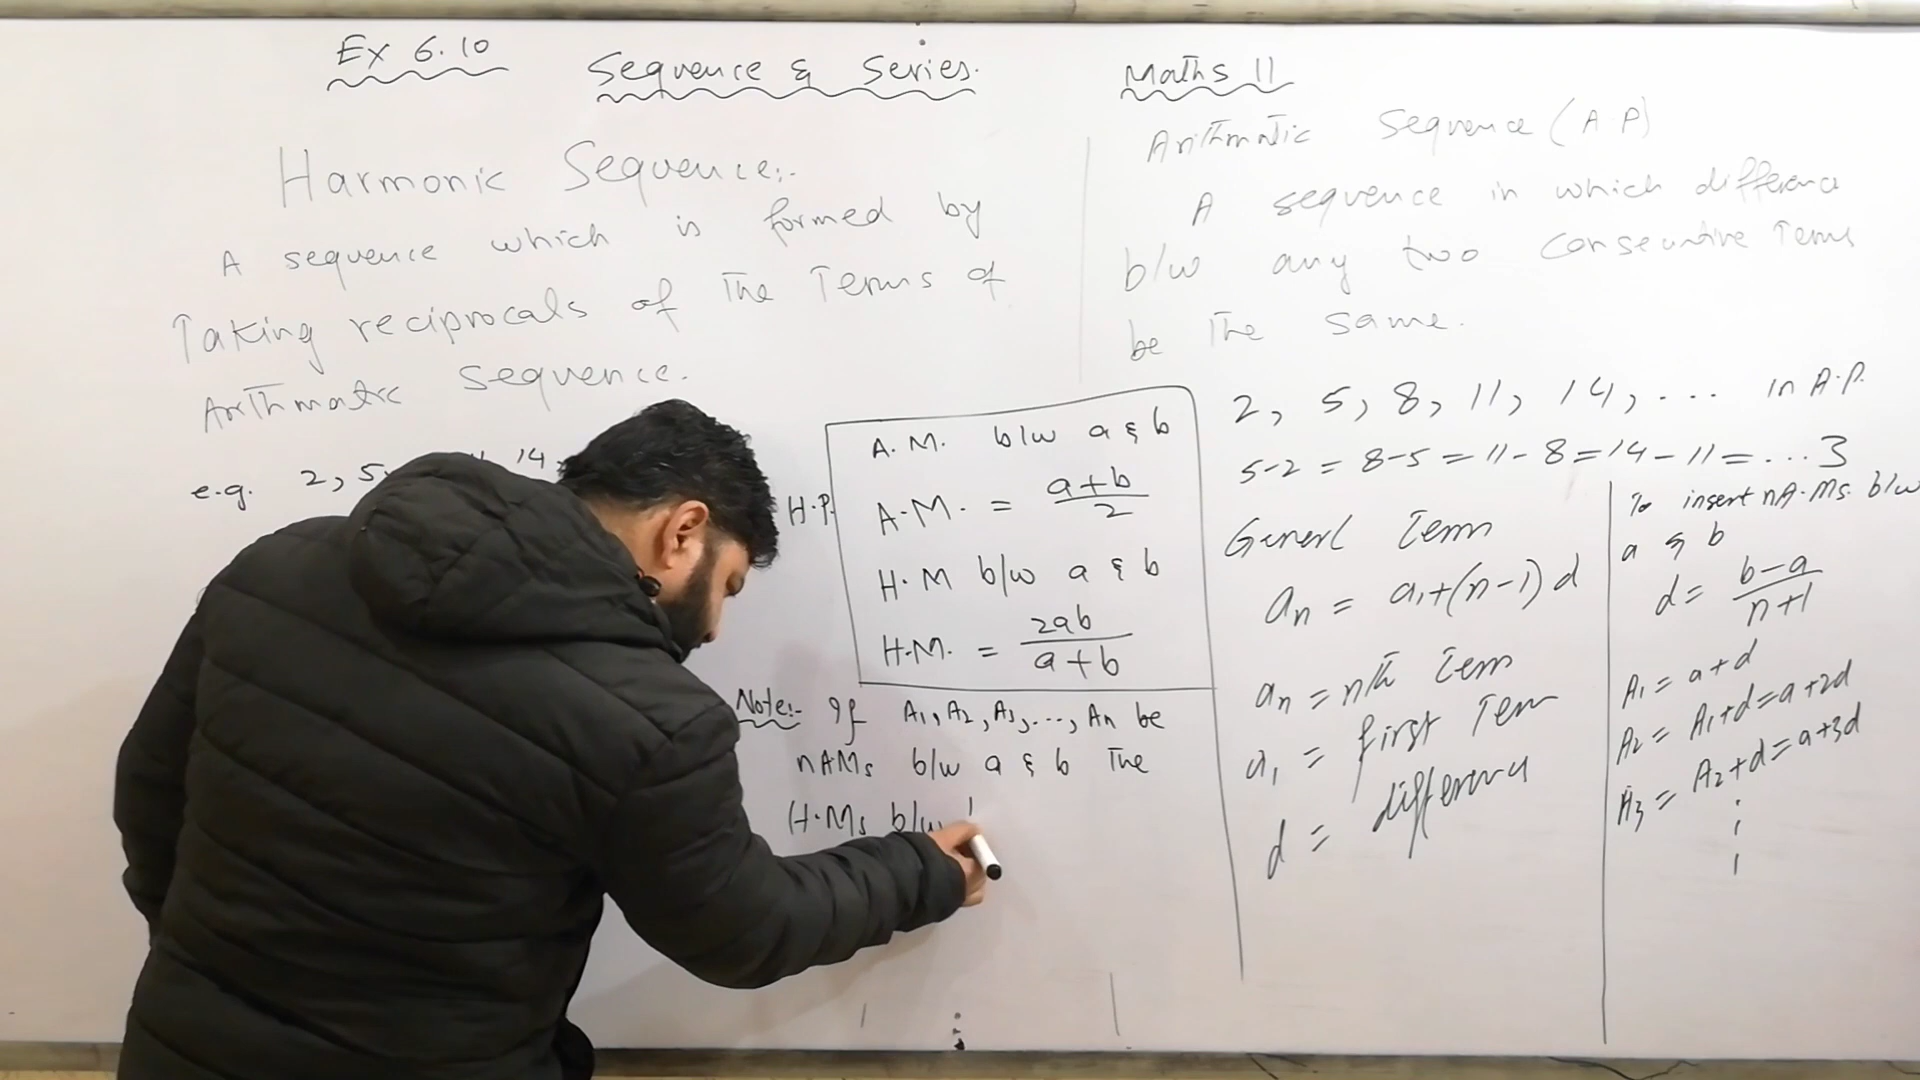 Ex 6.10
Sequence & Series.
Maths 11
Harmonic Sequence:-
A sequence which is formed by
Taking reciprocals of The Terms of
Arithmatic Sequence.
e.g. 2, 5
14
H.P.
A.M. b/w a & b
A.M. = a+b/2
H.M b/w a & b
H.M. = 2ab/a+b
Note:- If A1, A2, A3, ..., An be
nAMs b/w a & b The
H.Ms b/w
Arithmatic Sequence (A P)
A sequence in which difference
b/w any two Consecutive Terms
be The same.
2, 5, 8, 11, 14, ... in A.P.
5-2 = 8-5 = 11-8 = 14-11 = ... 3
Generl Term
an = a1+(n-1)d
an = nth Term
a1 = first Term
d = difference
To insert nA.Ms. b/w
a & b
d = b-a/n+1
A1 = a+d
A2 = A1+d = a+2d
A3 = A2+d = a+3d